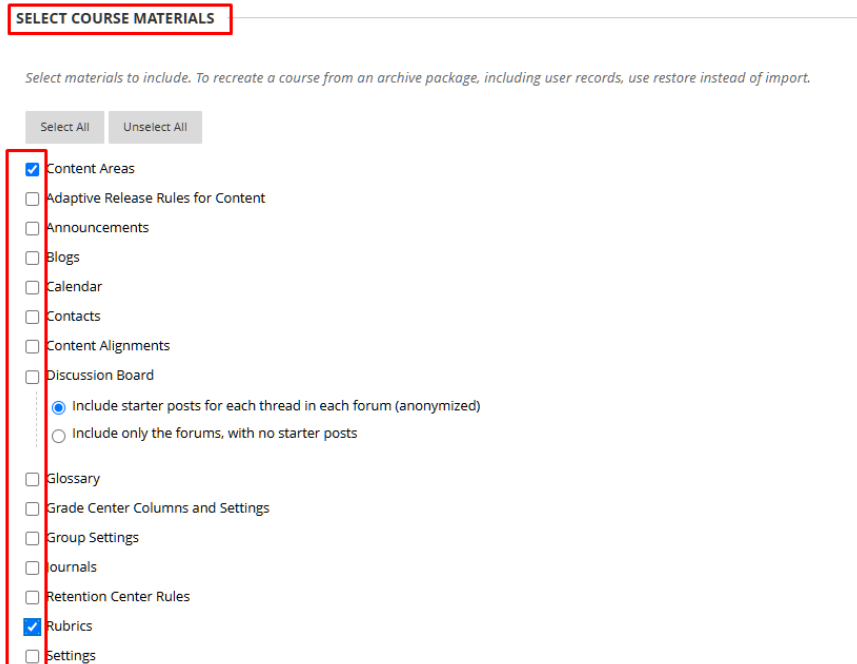 SELECT COURSE MATERIALS
Select materials to include. To recreate a course from an archive package, including user records, use restore instead of import.
Select All
Unselect All
Content Areas
Adaptive Release Rules for Content
Announcements
Blogs
Calendar
Contacts
Content Alignments
Discussion Board
Include starter posts for each thread in each forum (anonymized)
Include only the forums, with no starter posts
Glossary
Grade Center Columns and Settings
Group Settings
Journals
Retention Center Rules
Rubrics
Settings